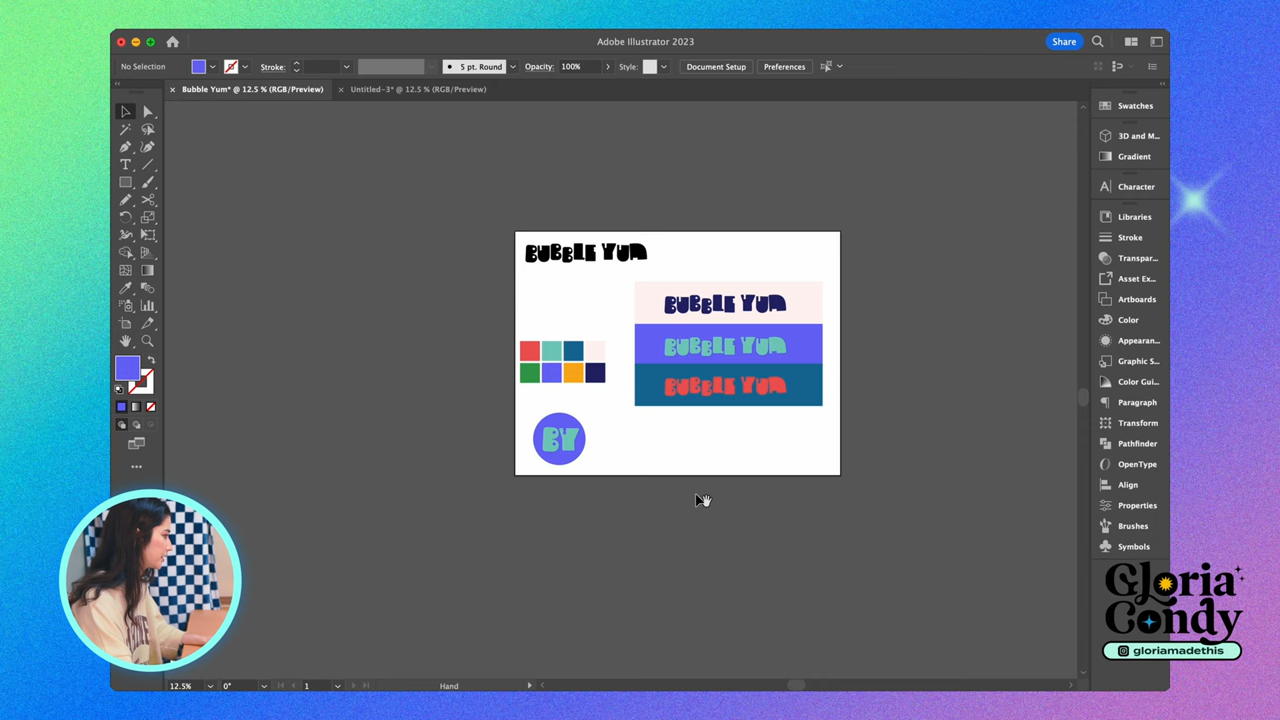 Adobe Illustrator 2023
Share
No Selection
Stroke:
5 pt. Round
Opacity:
100%
Style:
Document Setup
Preferences
Bubble Yum* @ 12.5 % (RGB/Preview)
Untitled-3* @ 12.5 % (RGB/Preview)
Swatches
3D and M...
Gradient
Character
Libraries
Stroke
Transpar...
Asset Ex...
Artboards
Color
Appearan...
Graphic S...
Color Gui...
Paragraph
Transform
Pathfinder
OpenType
Align
Properties
Brushes
Symbols
BUBBLE YUM
BUBBLE YUM
BUBBLE YUM
BUBBLE YUM
BY
Gloria
Condy
gloriamadethis
12.5%
0°
1
Hand